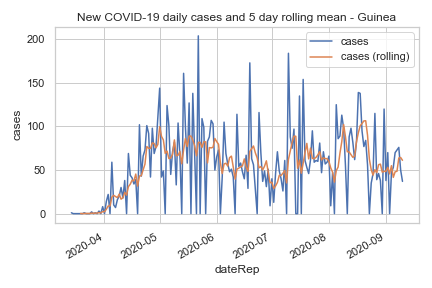 New COVID-19 daily cases and 5 day rolling mean - Guinea
cases
cases (rolling)
200
150
100
50
0
cases
2020-04
2020-05
2020-06
2020-07
2020-08
2020-09
dateRep